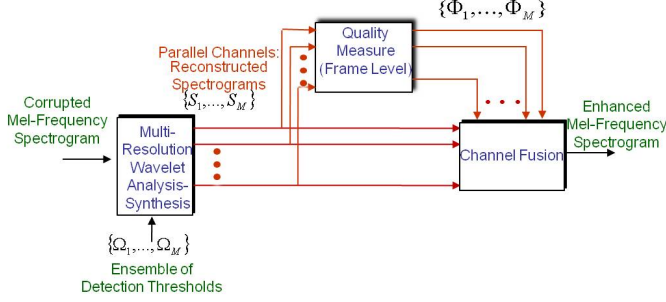 {Φ1,...,ΦM}
Quality
Measure
(Frame Level)
Parallel Channels:
Reconstructed
Spectrograms
{S1,...,SM}
Corrupted
Mel-Frequency
Spectrogram
Multi-
Resolution
Wavelet
Analysis-
Synthesis
Channel Fusion
Enhanced
Mel-Frequency
Spectrogram
{Ω1,...,ΩM}
Ensemble of
Detection Thresholds